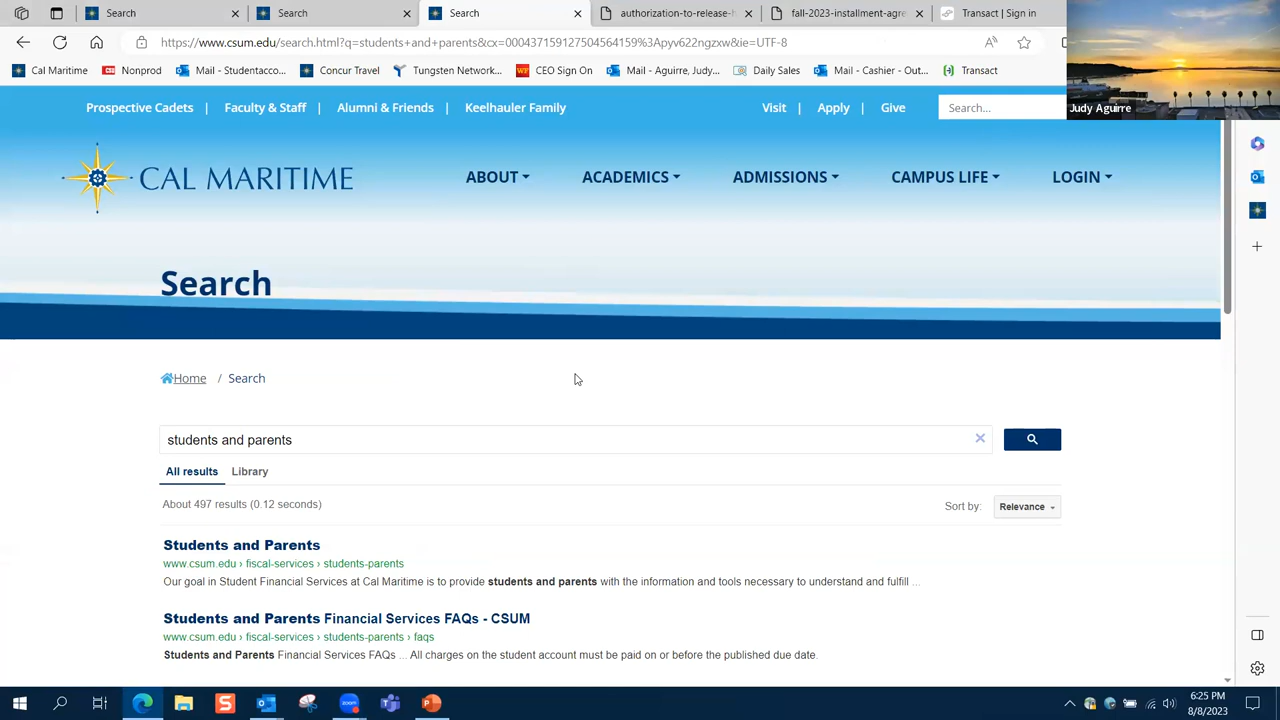 Search
Search
Search
authorization-to-release-h
fall-2023-installment-agre
Transact | Sign in
https://www.csum.edu/search.html?q=students+and+parents&cx=000437159127504564159%3Apyv622ngzxw&ie=UTF-8
Cal Maritime
Nonprod
Mail - Studentacco...
Concur Travel
Transaction Networ...
CEO Sign On
Mail - Aguirre, Judy...
Daily Sales
Mail - Cashier - Out...
Transact
Judy Aguirre
Prospective Cadets | Faculty & Staff | Alumni & Friends | Keelhauler Family
Visit | Apply | Give
Search...
CAL MARITIME
ABOUT ACADEMICS ADMISSIONS CAMPUS LIFE LOGIN
Search
Home / Search
students and parents
All results Library
About 497 results (0.12 seconds)
Sort by: Relevance
Students and Parents
www.csum.edu › fiscal-services › students-parents
Our goal in Student Financial Services at Cal Maritime is to provide students and parents with the information and tools necessary to understand and fulfill ...
Students and Parents Financial Services FAQs - CSUM
www.csum.edu › fiscal-services › students-parents › faqs
Students and Parents Financial Services FAQs ... All charges on the student account must be paid on or before the published due date.
6:25 PM
8/8/2023